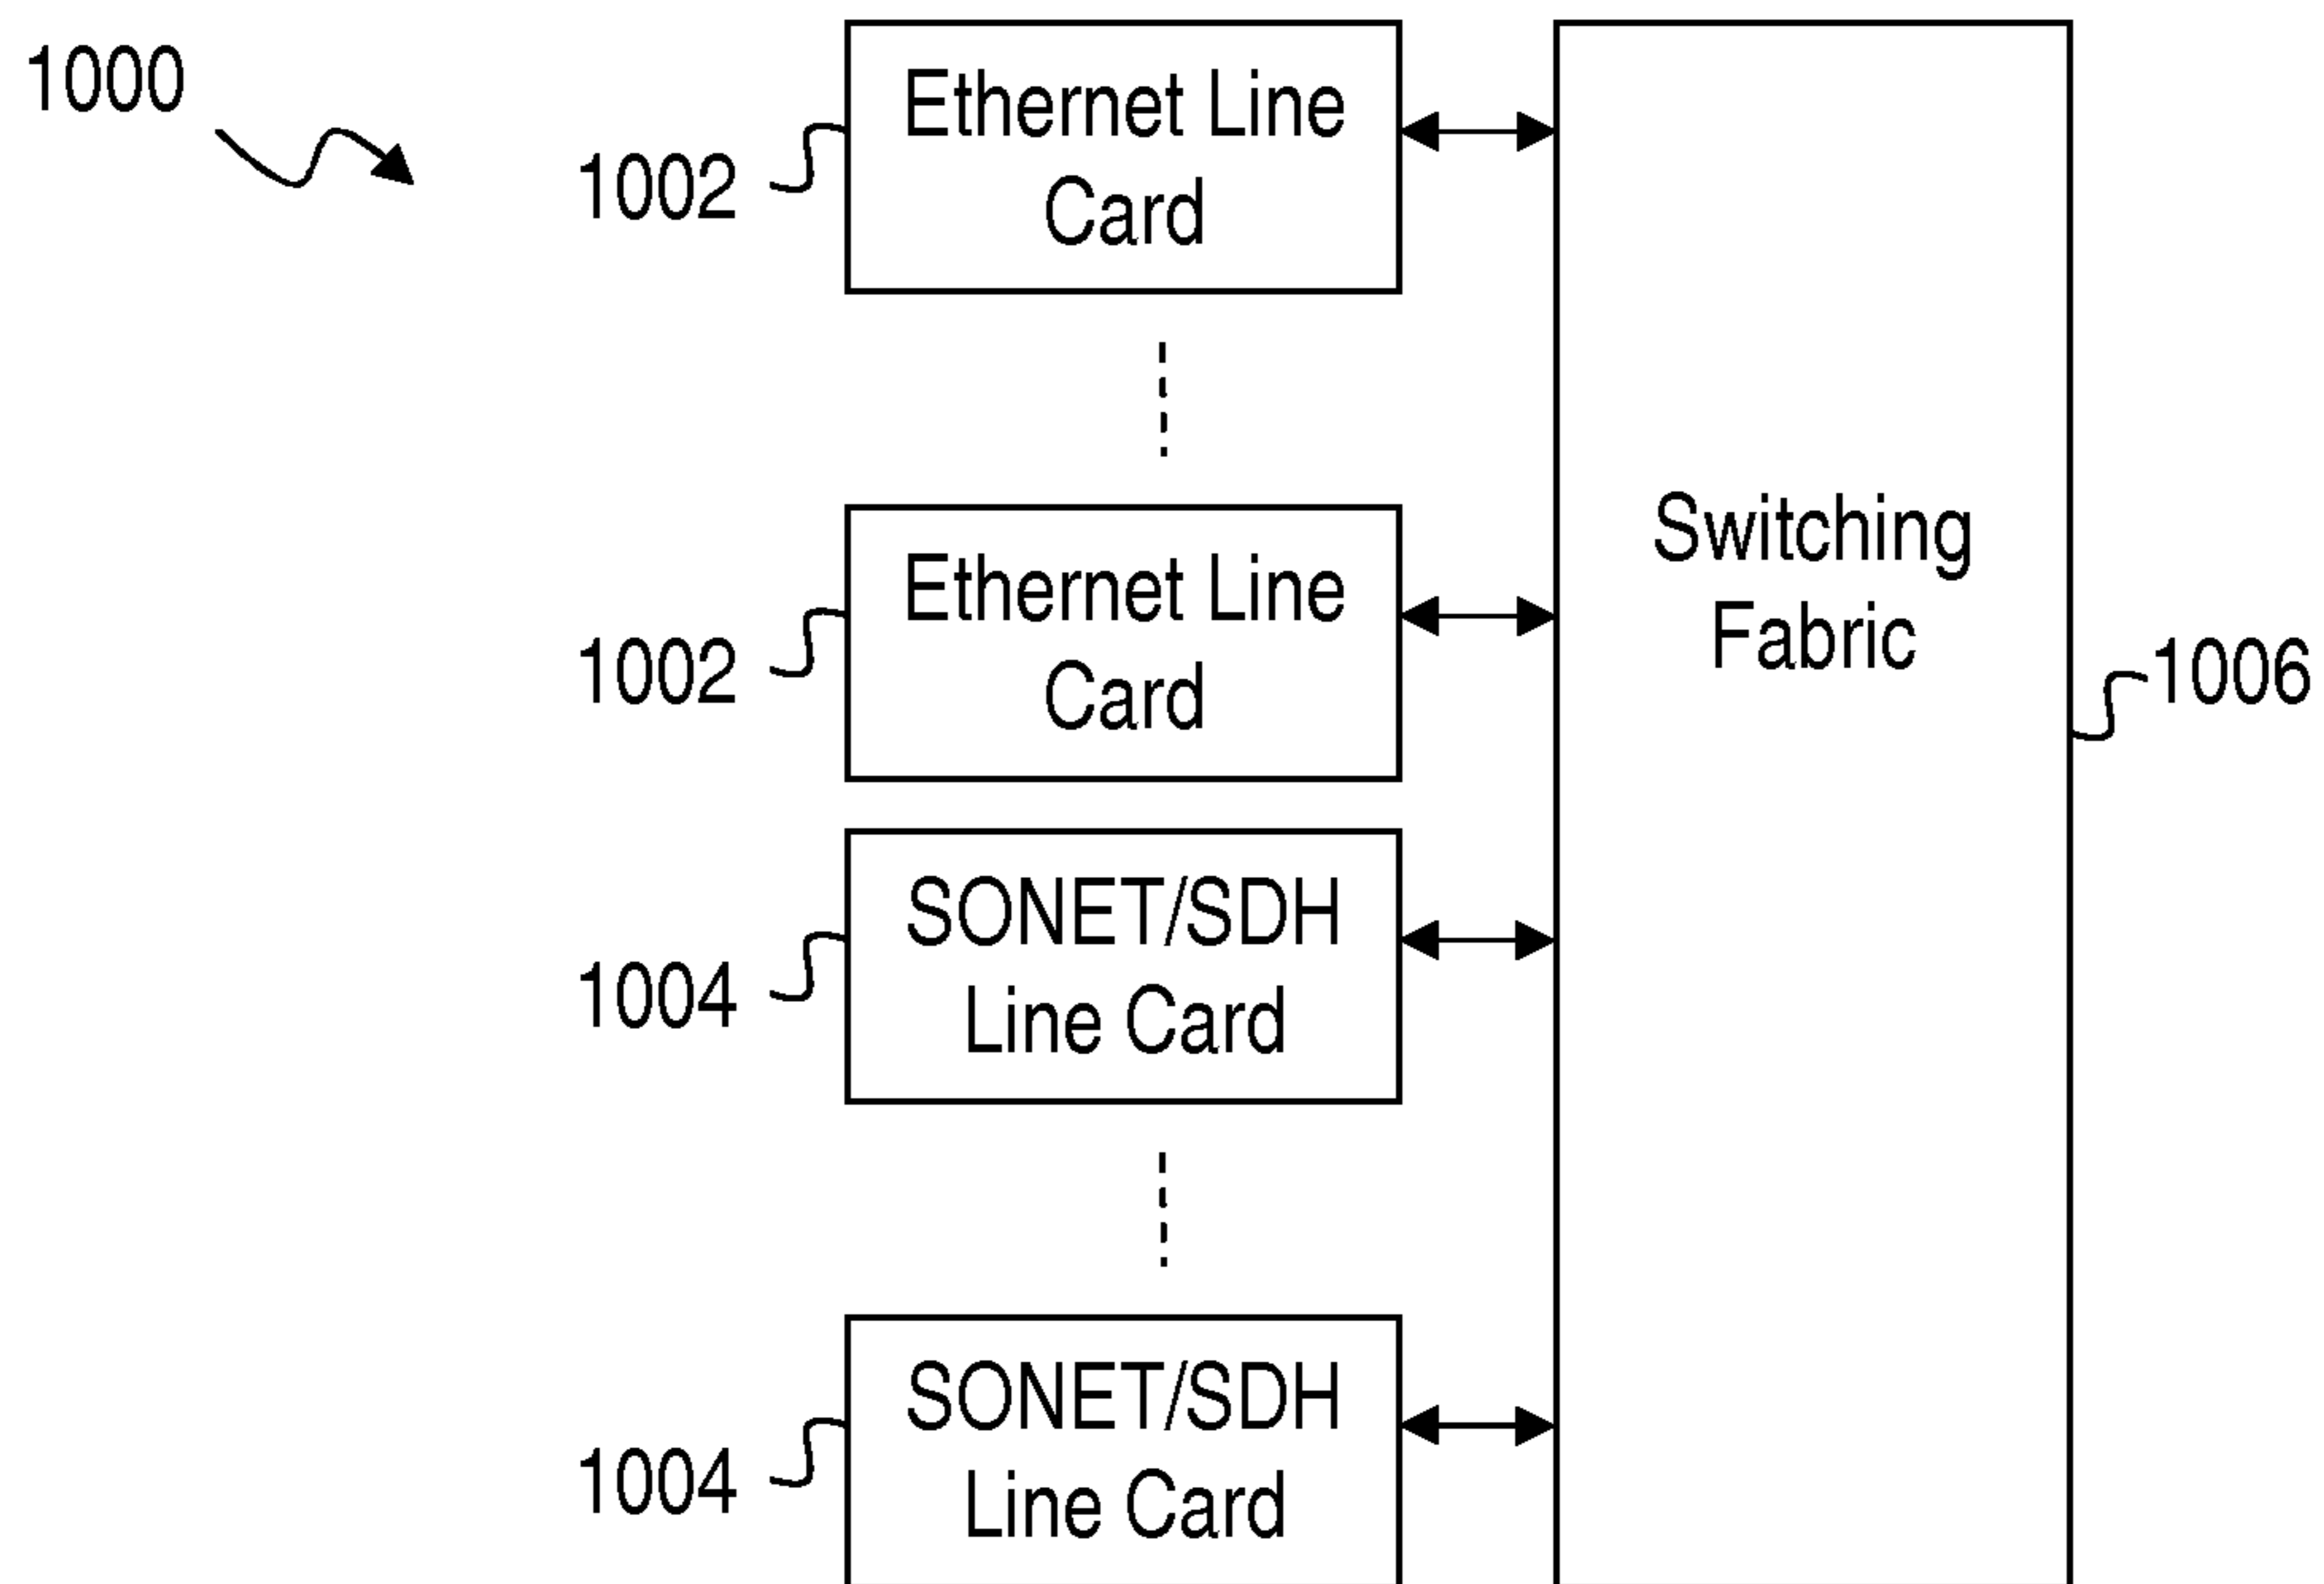 1000
Ethernet Line
Card
1002
Ethernet Line
Card
1002
Switching
Fabric
1006
SONET/SDH
Line Card
1004
SONET/SDH
Line Card
1004